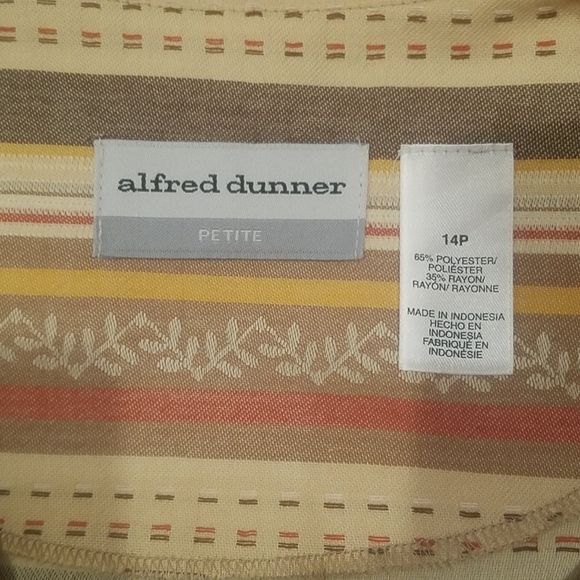 alfred dunner
PETITE
14P
65% POLYESTER/
POLIÉSTER
35% RAYON/
RAYÓN/ RAYONNE
MADE IN INDONESIA
HECHO EN
INDONESIA
FABRIQUÉ EN
INDONÉSIE